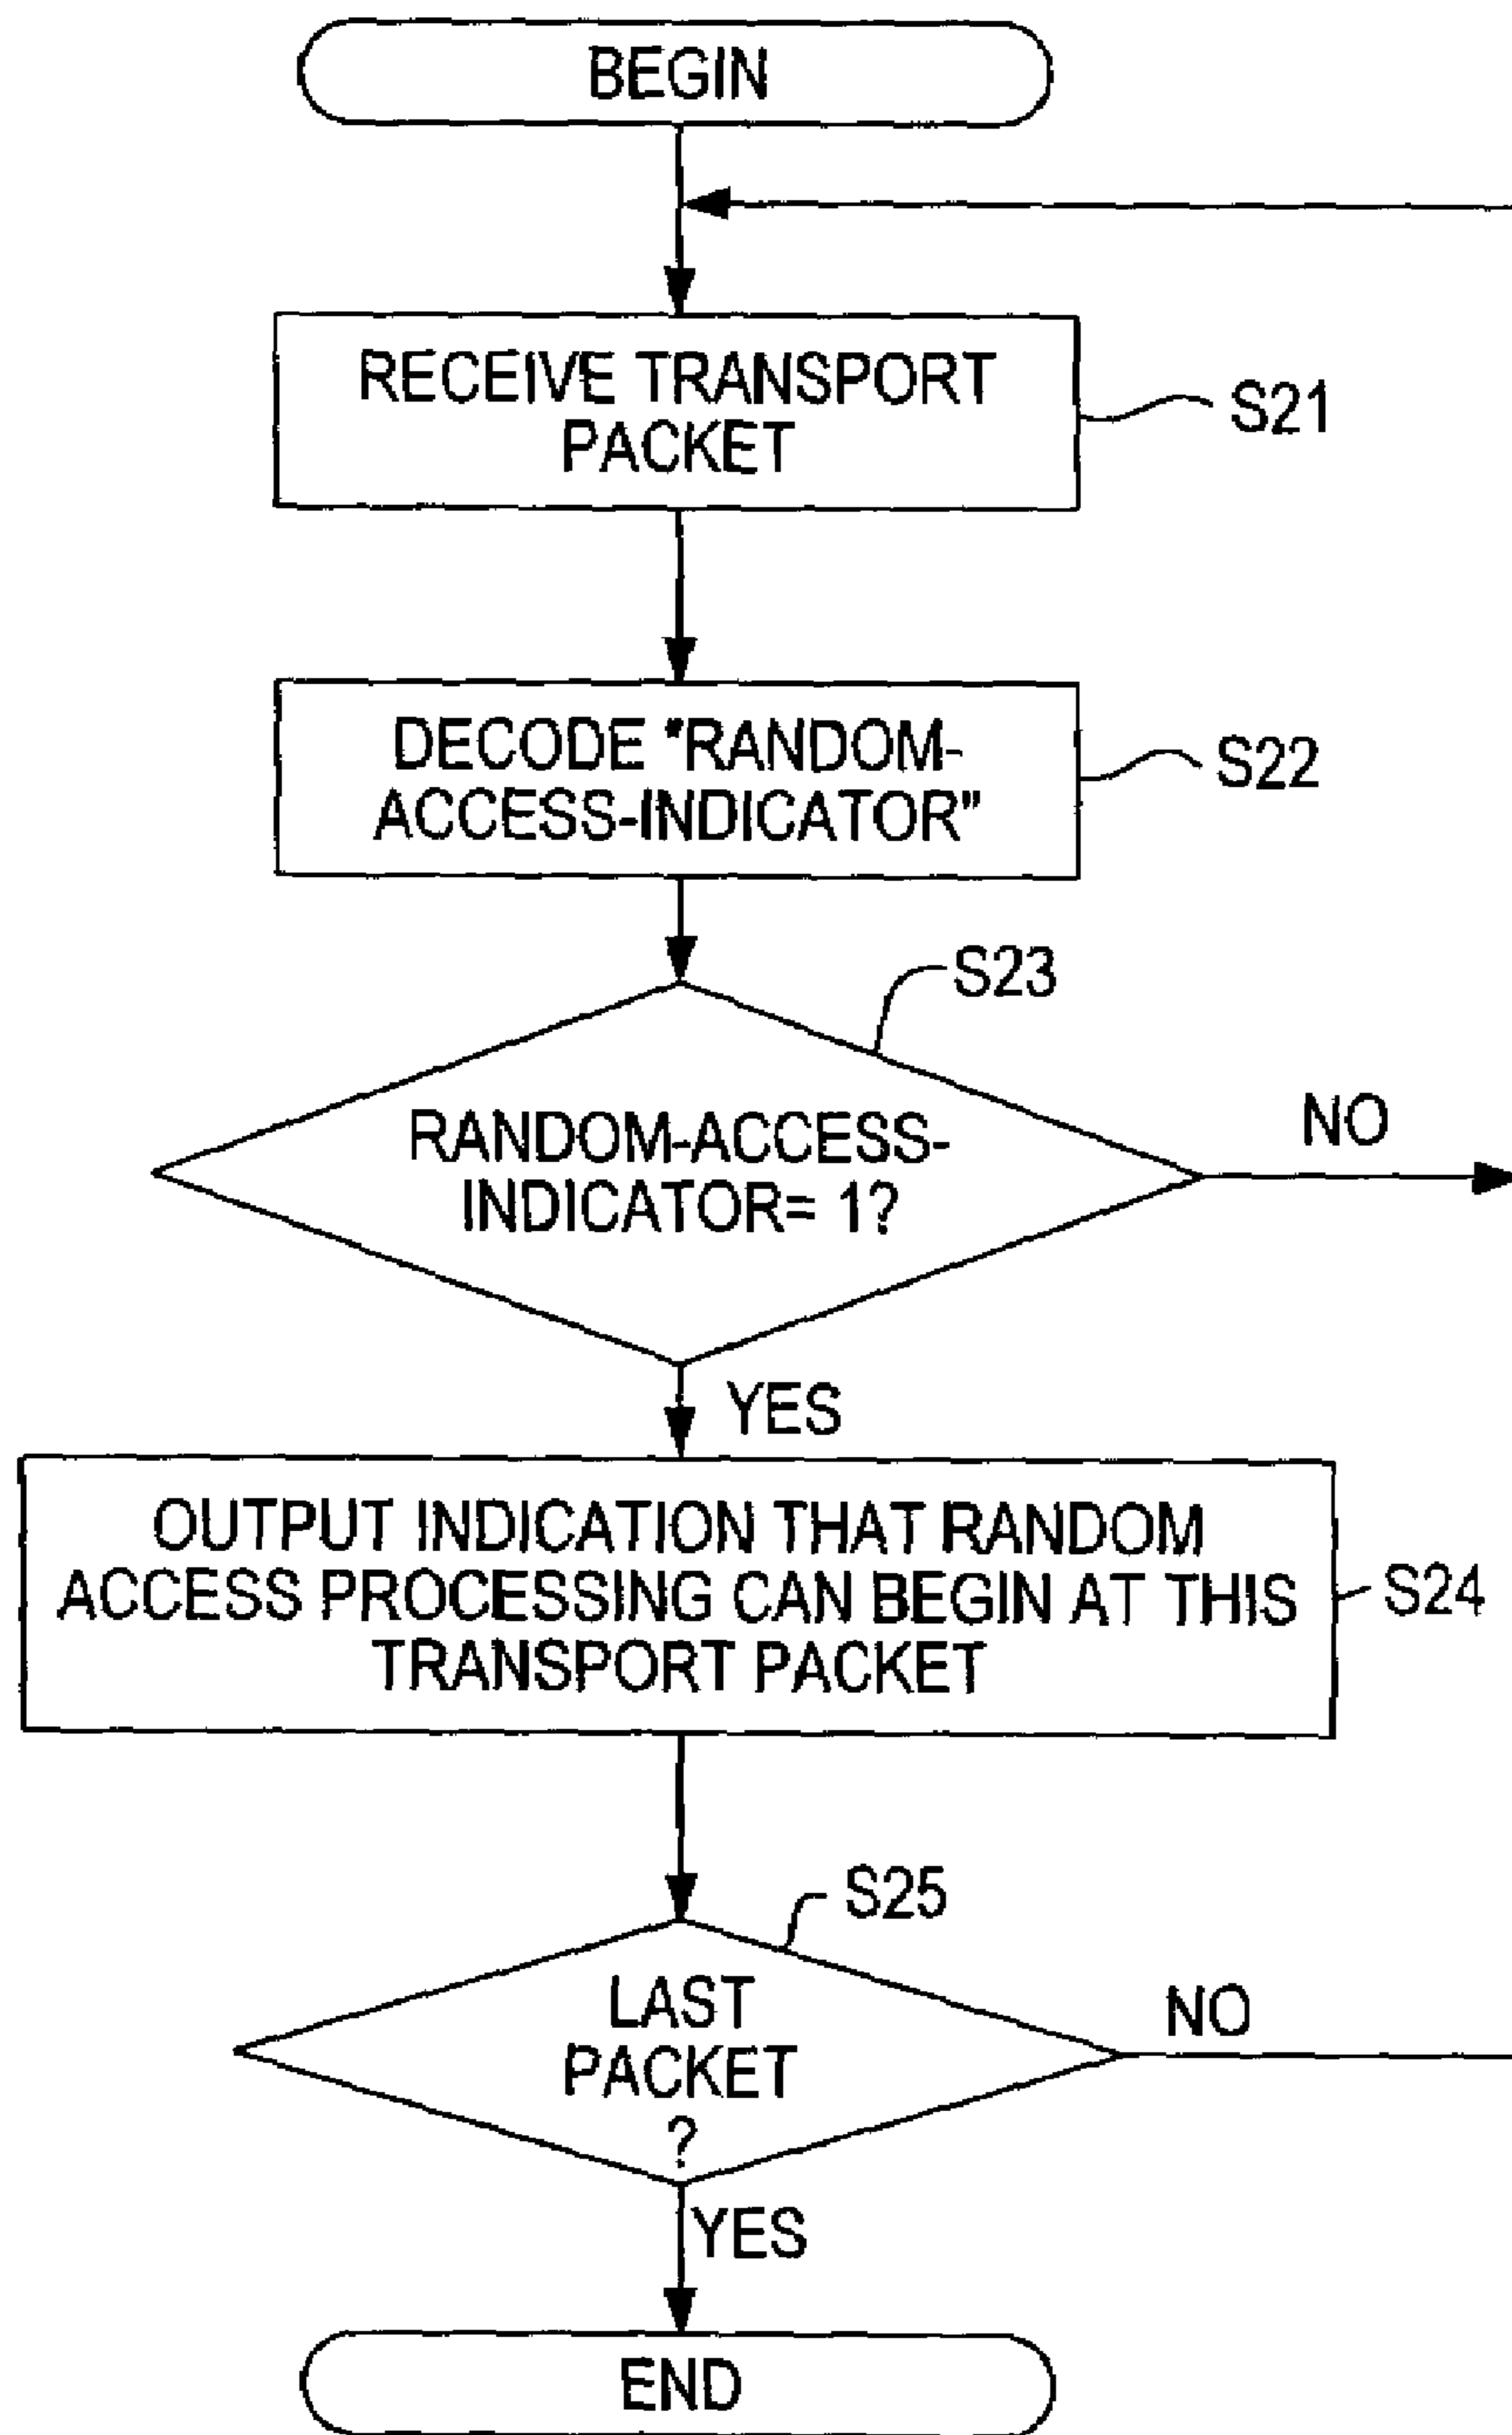 BEGIN
RECEIVE TRANSPORT
PACKET
S21
DECODE "RANDOM-
ACCESS-INDICATOR"
S22
S23
RANDOM-ACCESS-
INDICATOR= 1?
NO
YES
OUTPUT INDICATION THAT RANDOM
ACCESS PROCESSING CAN BEGIN AT THIS
TRANSPORT PACKET
S24
S25
LAST
PACKET
?
NO
YES
END